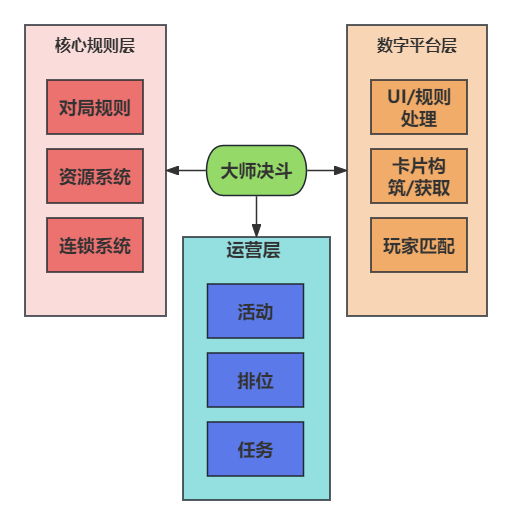 核心规则层
对局规则
资源系统
连锁系统
大师决斗
数字平台层
UI/规则
处理
卡片构
筑/获取
玩家匹配
运营层
活动
排位
任务